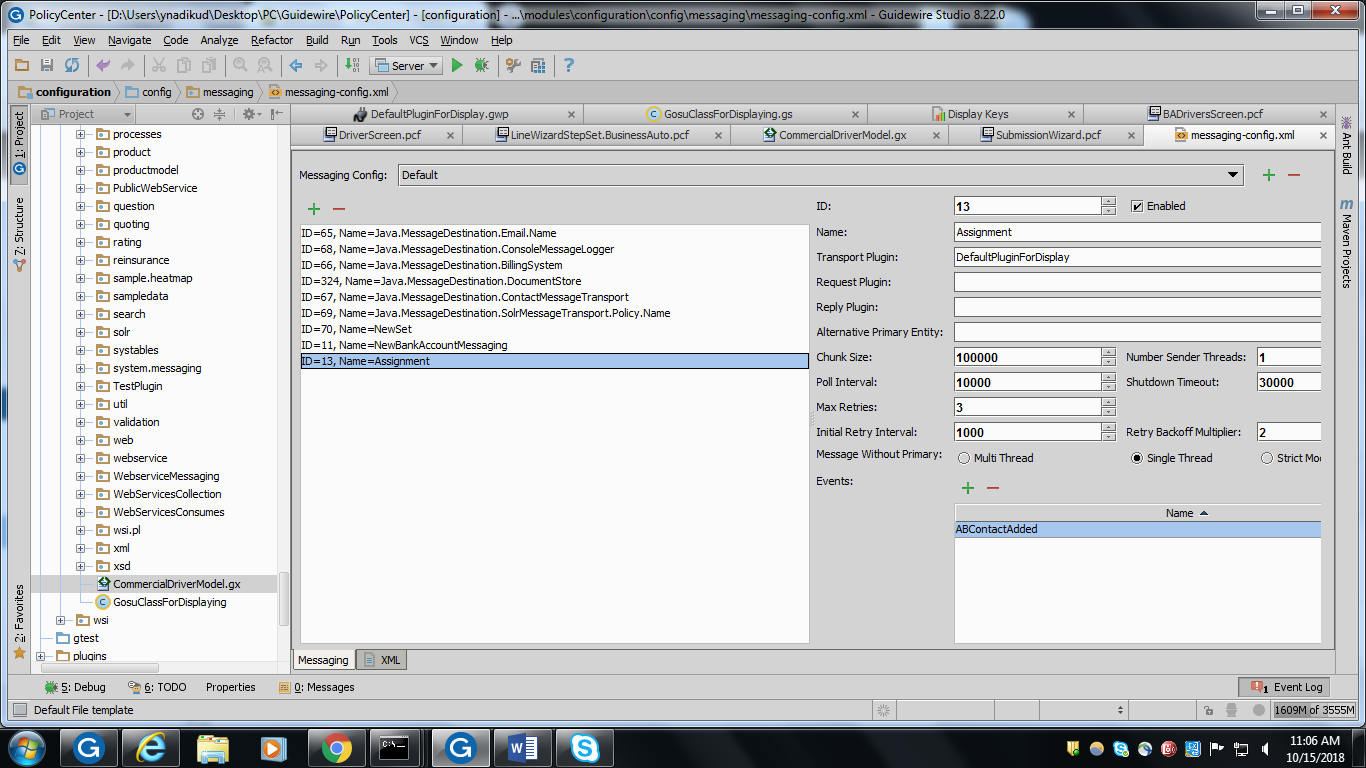 PolicyCenter - [D:\Users\ynadikud\Desktop\PC\Guidewire\PolicyCenter] - [configuration] - ...\modules\configuration\config\messaging\messaging-config.xml - Guidewire Studio 8.22.0
File Edit View Navigate Code Analyze Refactor Build Run Tools VCS Window Help
Server
configuration config messaging messaging-config.xml
Project
DefaultPluginForDisplay.gwp GosuClassForDisplaying.gs Display Keys BADriversScreen.pcf
DriverScreen.pcf LineWizardStepSet.BusinessAuto.pcf CommercialDriverModel.gx SubmissionWizard.pcf messaging-config.xml
1: Project
7: Structure
2: Favorites
processes
product
productmodel
PublicWebService
question
quoting
rating
reinsurance
sample.heatmap
sampledata
search
solr
systables
system.messaging
TestPlugin
util
validation
web
webservice
WebserviceMessaging
WebServicesCollection
WebServicesConsumes
wsi.pl
xml
xsd
CommercialDriverModel.gx
GosuClassForDisplaying
wsi
gtest
plugins
Messaging Config: Default
ID=65, Name=Java.MessageDestination.Email.Name
ID=68, Name=Java.MessageDestination.ConsoleMessageLogger
ID=66, Name=Java.MessageDestination.BillingSystem
ID=324, Name=Java.MessageDestination.DocumentStore
ID=67, Name=Java.MessageDestination.ContactMessageTransport
ID=69, Name=Java.MessageDestination.SolrMessageTransport.Policy.Name
ID=70, Name=NewSet
ID=11, Name=NewBankAccountMessaging
ID=13, Name=Assignment
ID: 13 Enabled
Name: Assignment
Transport Plugin: DefaultPluginForDisplay
Request Plugin:
Reply Plugin:
Alternative Primary Entity:
Chunk Size: 100000 Number Sender Threads: 1
Poll Interval: 10000 Shutdown Timeout: 30000
Max Retries: 3
Initial Retry Interval: 1000 Retry Backoff Multiplier: 2
Message Without Primary: Multi Thread Single Thread Strict Mo
Events:
Name
ABContactAdded
Ant Build
Maven Projects
Messaging XML
5: Debug 6: TODO Properties 0: Messages 1 Event Log
Default File template 1609M of 3555M
11:06 AM
10/15/2018